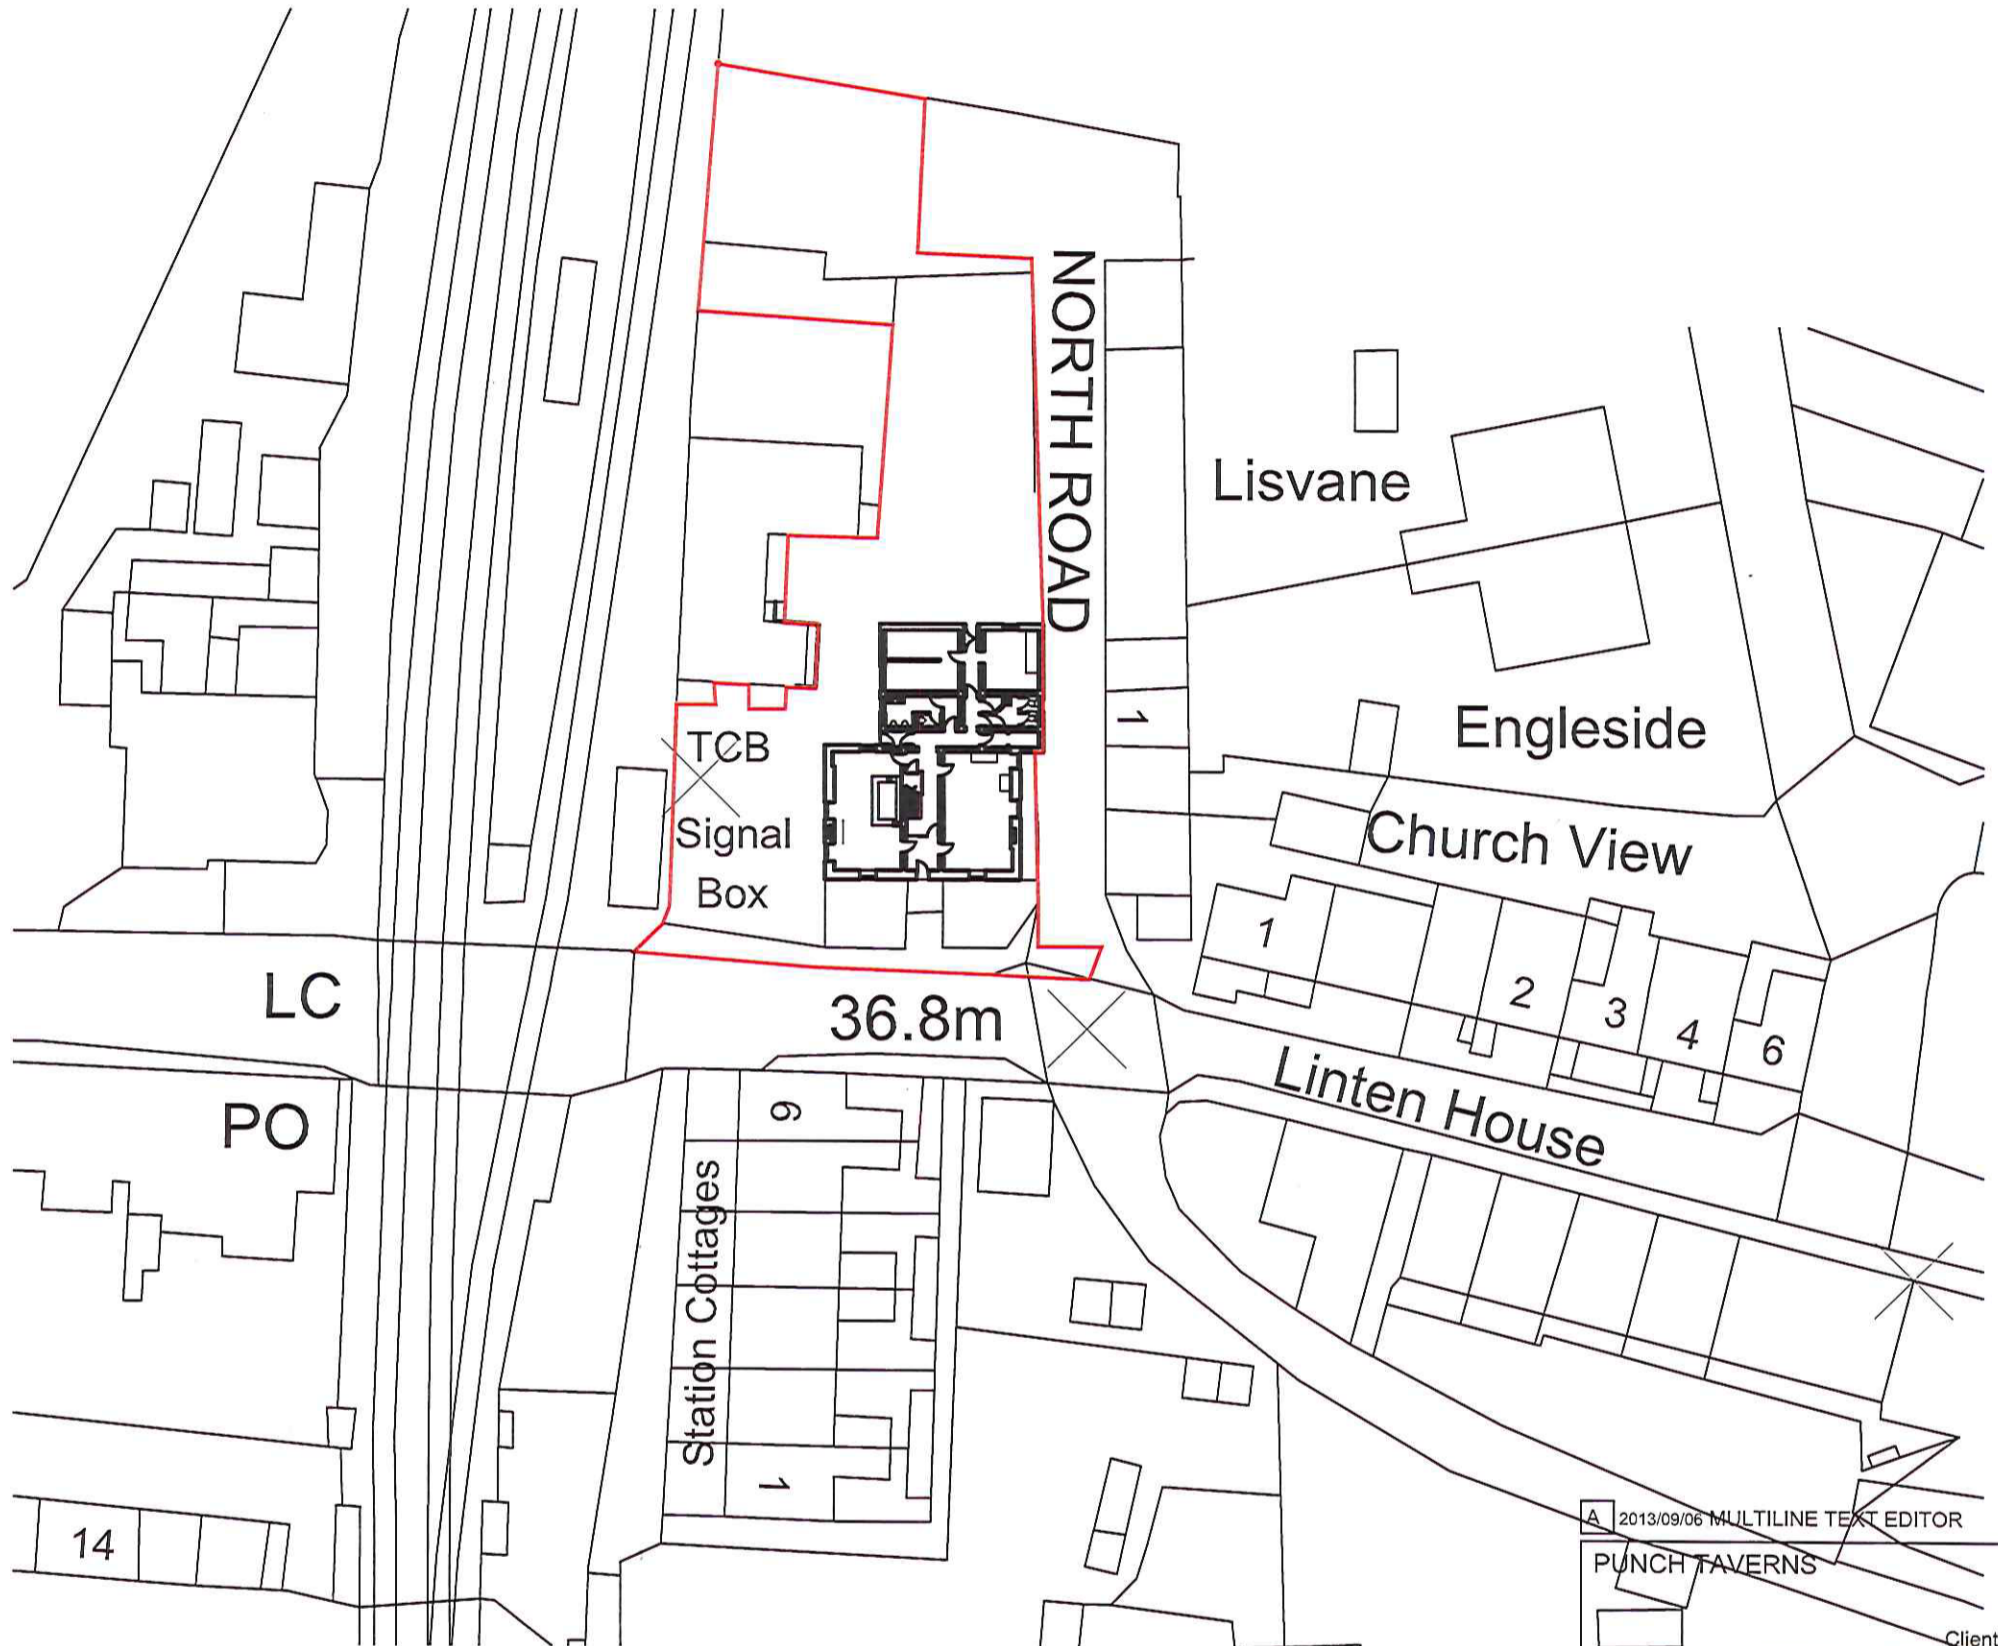 NORTH ROAD
Lisvane
Engleside
1
TCB
Signal
Box
Church View
1
2
3
4
6
LC
36.8m
Linten House
PO
6
Station Cottages
1
14
A 2013/09/06 MULTILINE TEXT EDITOR
PUNCH TAVERNS
Client